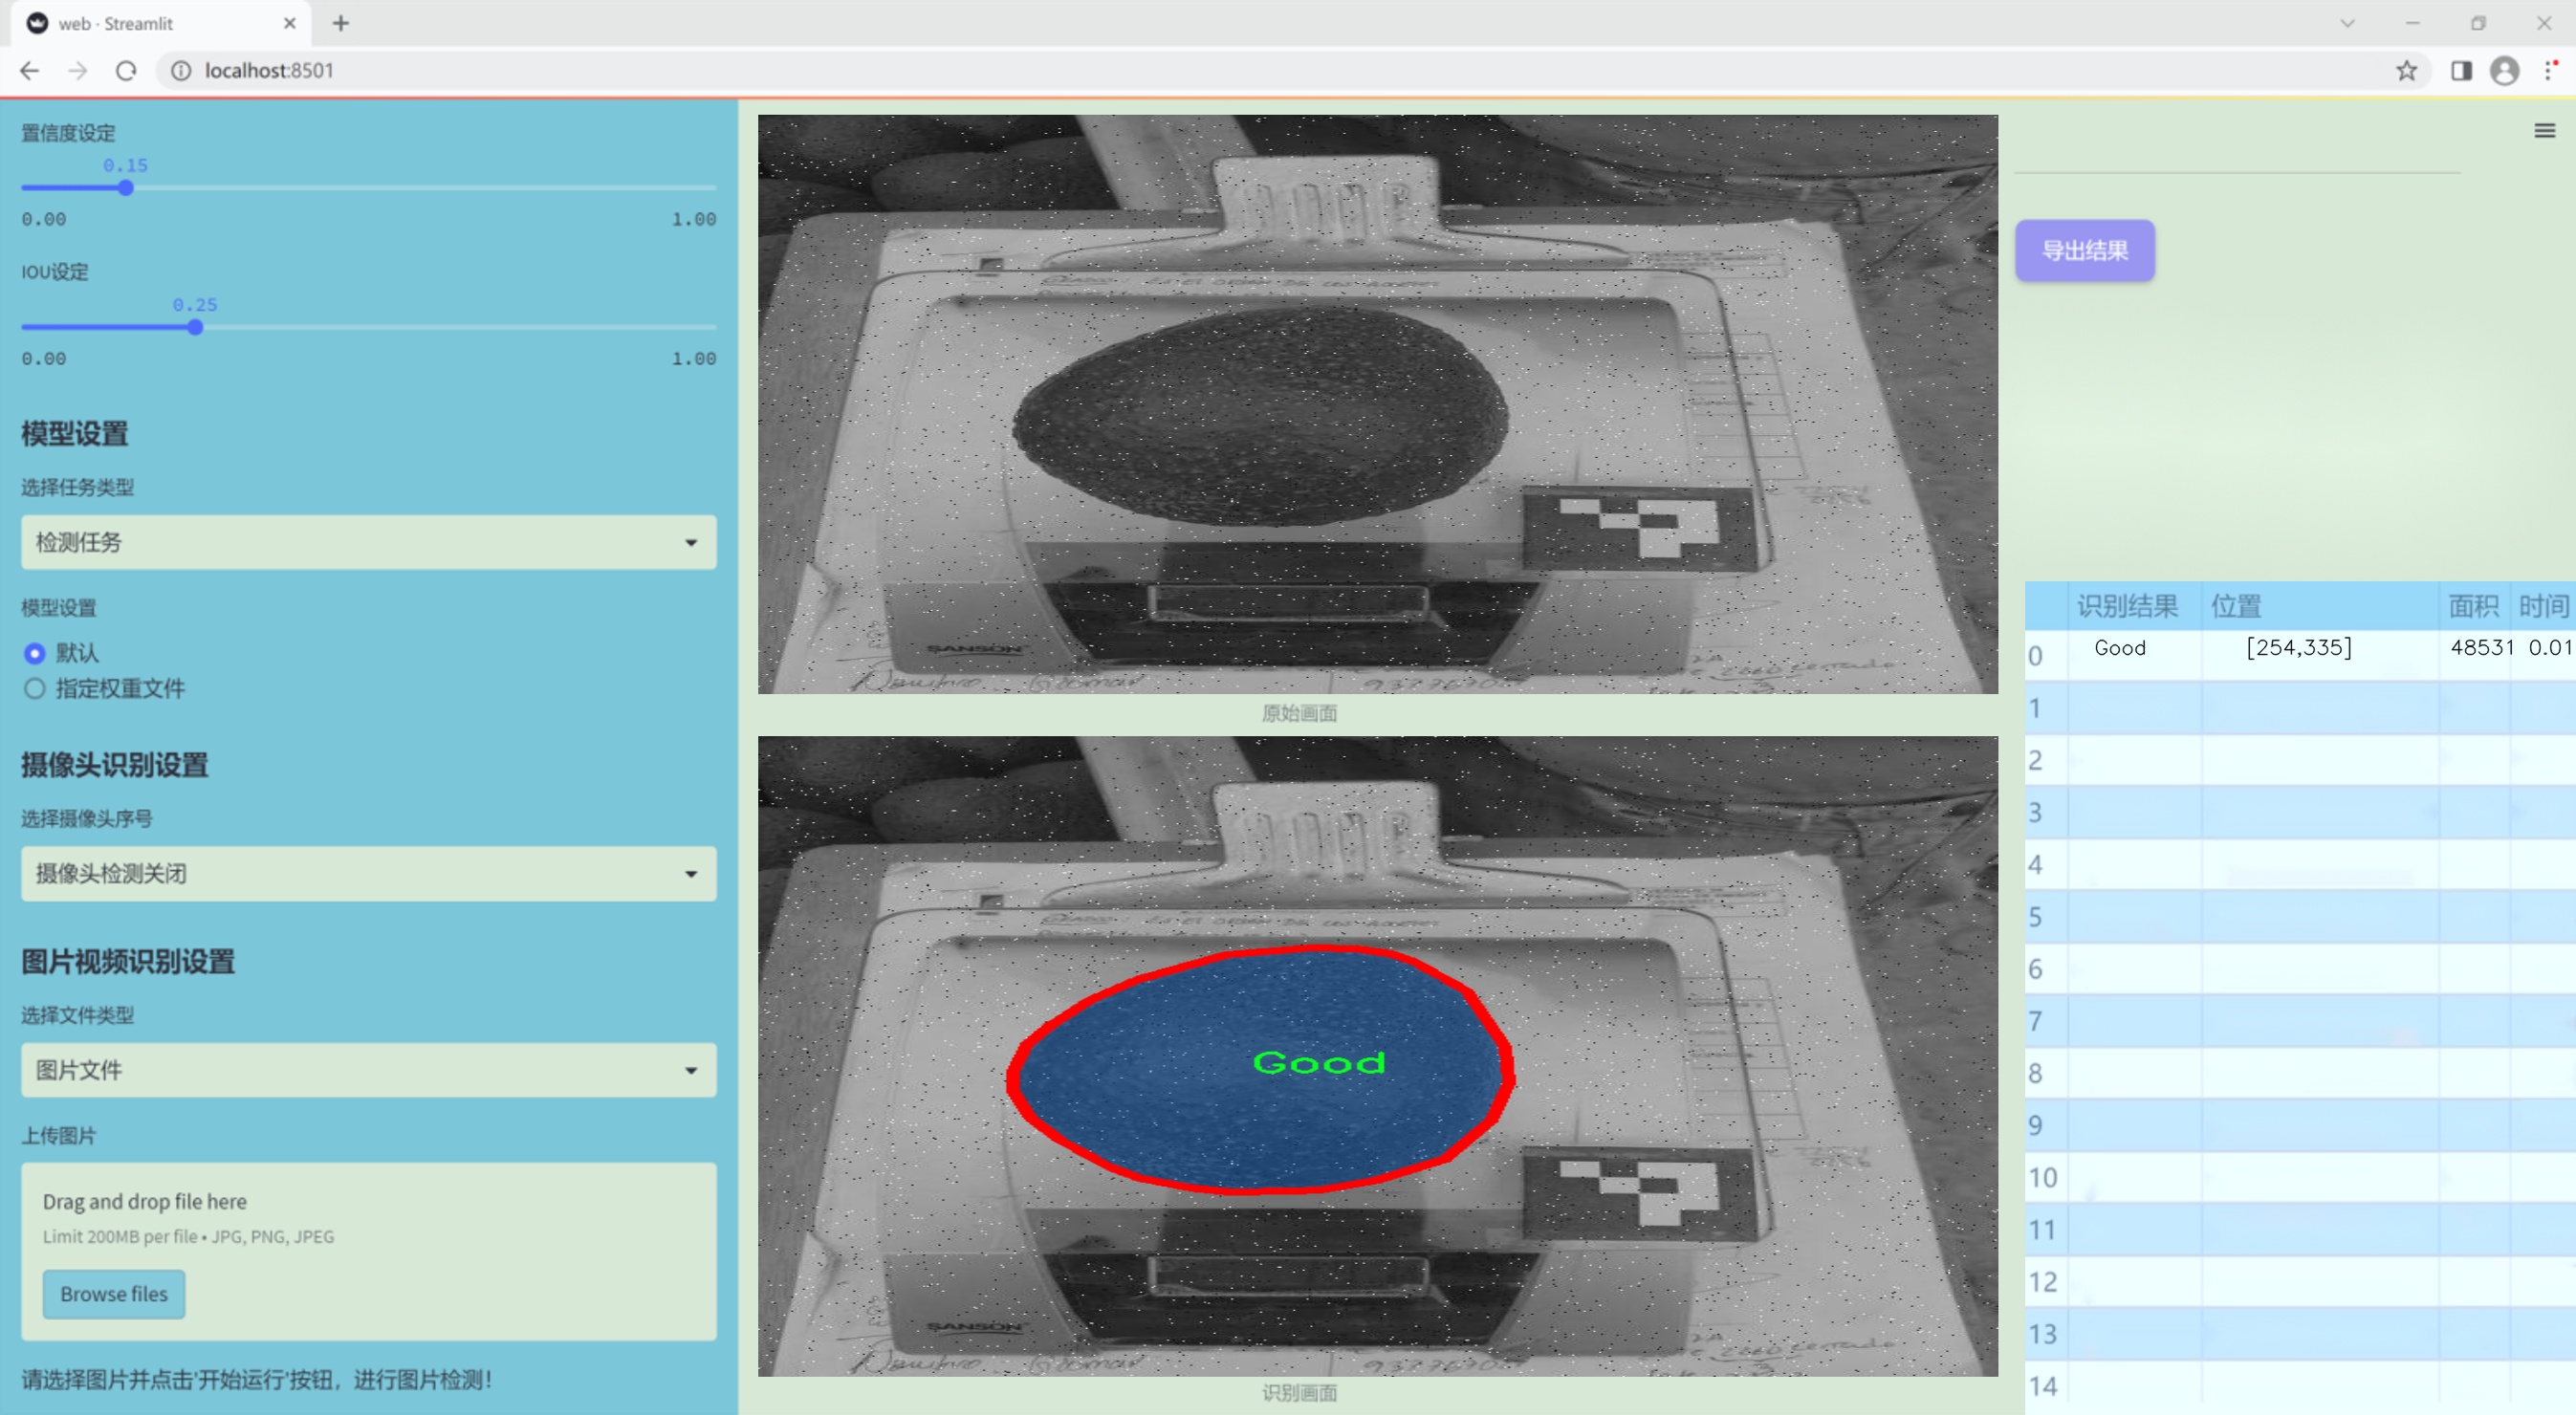 web · Streamlit
localhost:8501
置信度设定
0.15
0.00 1.00
IOU设定
0.25
0.00 1.00
模型设置
选择任务类型
检测任务
模型设置
默认
指定权重文件
摄像头识别设置
选择摄像头序号
摄像头检测关闭
图片视频识别设置
选择文件类型
图片文件
上传图片
Drag and drop file here
Limit 200MB per file • JPG, PNG, JPEG
Browse files
请选择图片并点击'开始运行'按钮，进行图片检测！
SANSON
原始画面
Good
SANSON
识别画面
导出结果
识别结果 位置 面积 时间
0 Good [254,335] 48531 0.01
1
2
3
4
5
6
7
8
9
10
11
12
13
14